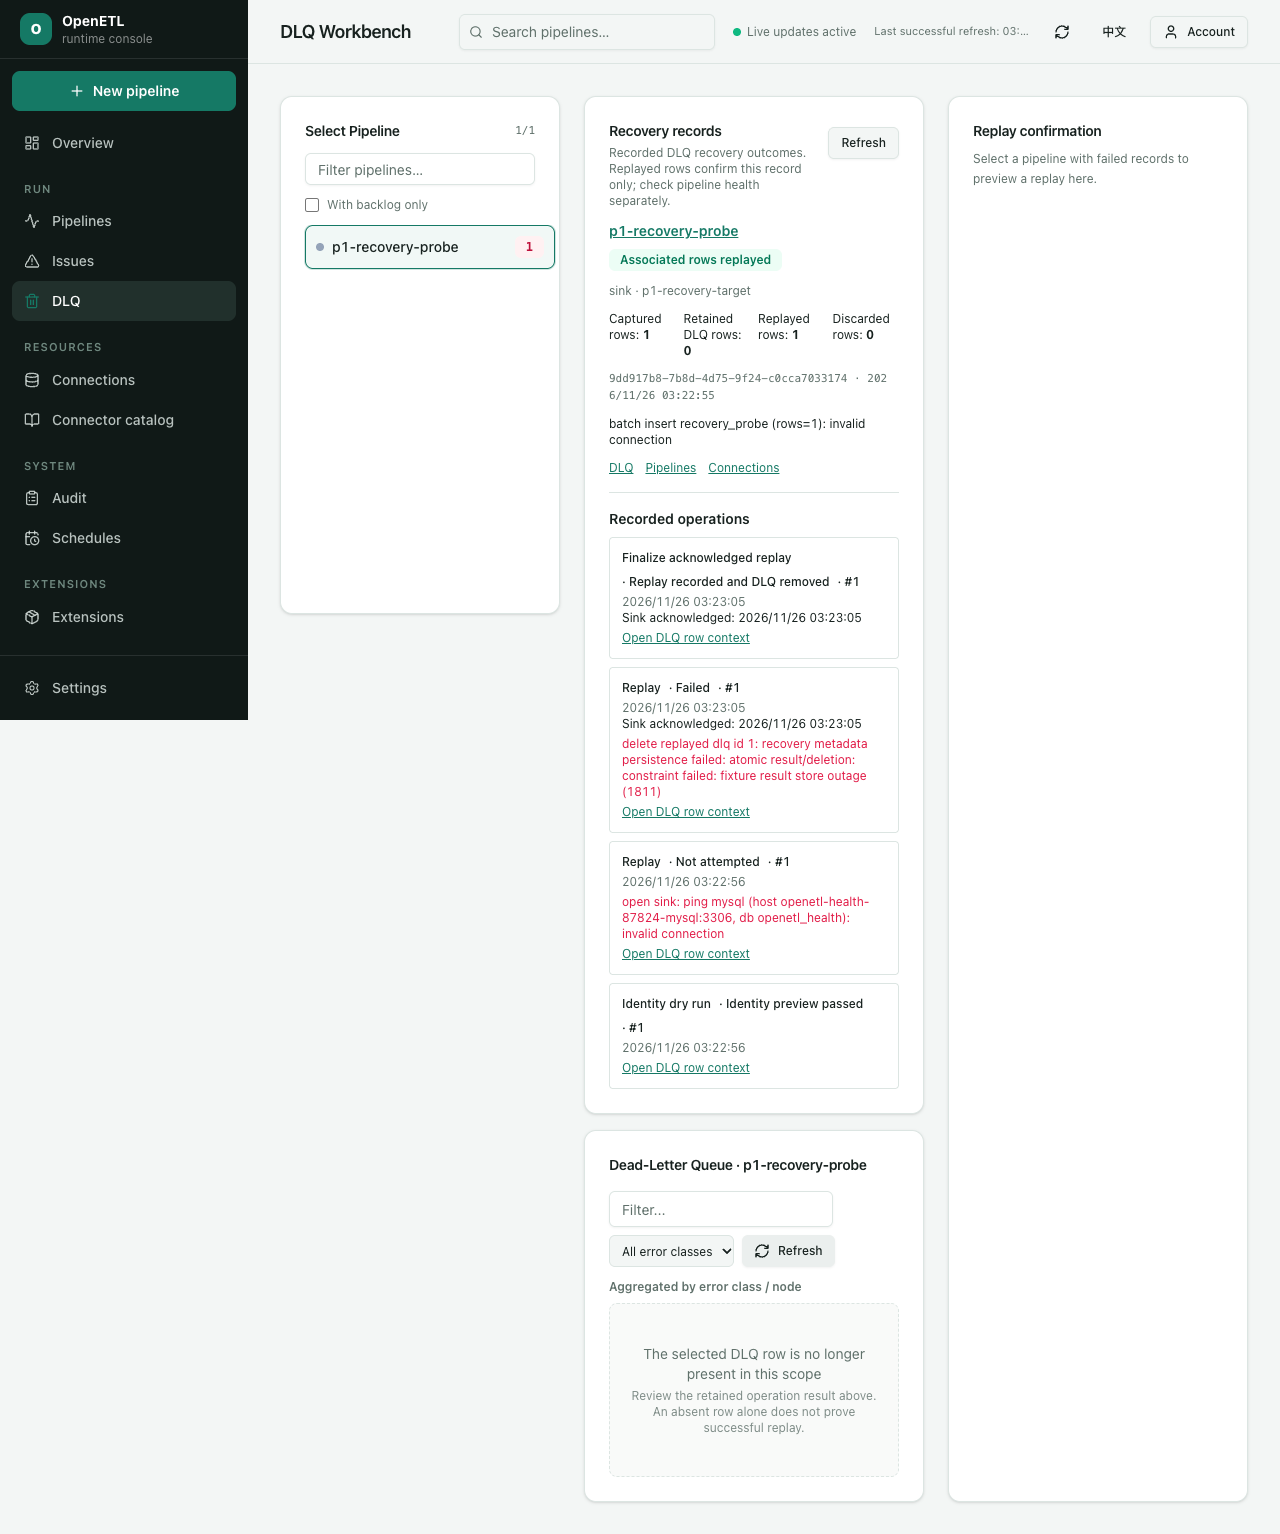 O
OpenETL
runtime console
New pipeline
Overview
RUN
Pipelines
Issues
DLQ
RESOURCES
Connections
Connector catalog
SYSTEM
Audit
Schedules
EXTENSIONS
Extensions
Settings
DLQ Workbench
Search pipelines...
Live updates active
Last successful refresh: 03:...
中文
Account
Select Pipeline
1/1
Filter pipelines...
With backlog only
p1-recovery-probe
1
Recovery records
Refresh
Recorded DLQ recovery outcomes.
Replayed rows confirm this record
only; check pipeline health
separately.
p1-recovery-probe
Associated rows replayed
sink · p1-recovery-target
Captured
rows: 1
Retained
DLQ rows:
0
Replayed
rows: 1
Discarded
rows: 0
9dd917b8-7b8d-4d75-9f24-c0cca7033174 · 202
6/11/26 03:22:55
batch insert recovery_probe (rows=1): invalid
connection
DLQ Pipelines Connections
Recorded operations
Finalize acknowledged replay
· Replay recorded and DLQ removed · #1
2026/11/26 03:23:05
Sink acknowledged: 2026/11/26 03:23:05
Open DLQ row context
Replay · Failed · #1
2026/11/26 03:23:05
Sink acknowledged: 2026/11/26 03:23:05
delete replayed dlq id 1: recovery metadata
persistence failed: atomic result/deletion:
constraint failed: fixture result store outage
(1811)
Open DLQ row context
Replay · Not attempted · #1
2026/11/26 03:22:56
open sink: ping mysql (host openetl-health-
87824-mysql:3306, db openetl_health):
invalid connection
Open DLQ row context
Identity dry run · Identity preview passed
· #1
2026/11/26 03:22:56
Open DLQ row context
Dead-Letter Queue · p1-recovery-probe
Filter...
All error classes
Refresh
Aggregated by error class / node
The selected DLQ row is no longer
present in this scope
Review the retained operation result above.
An absent row alone does not prove
successful replay.
Replay confirmation
Select a pipeline with failed records to
preview a replay here.